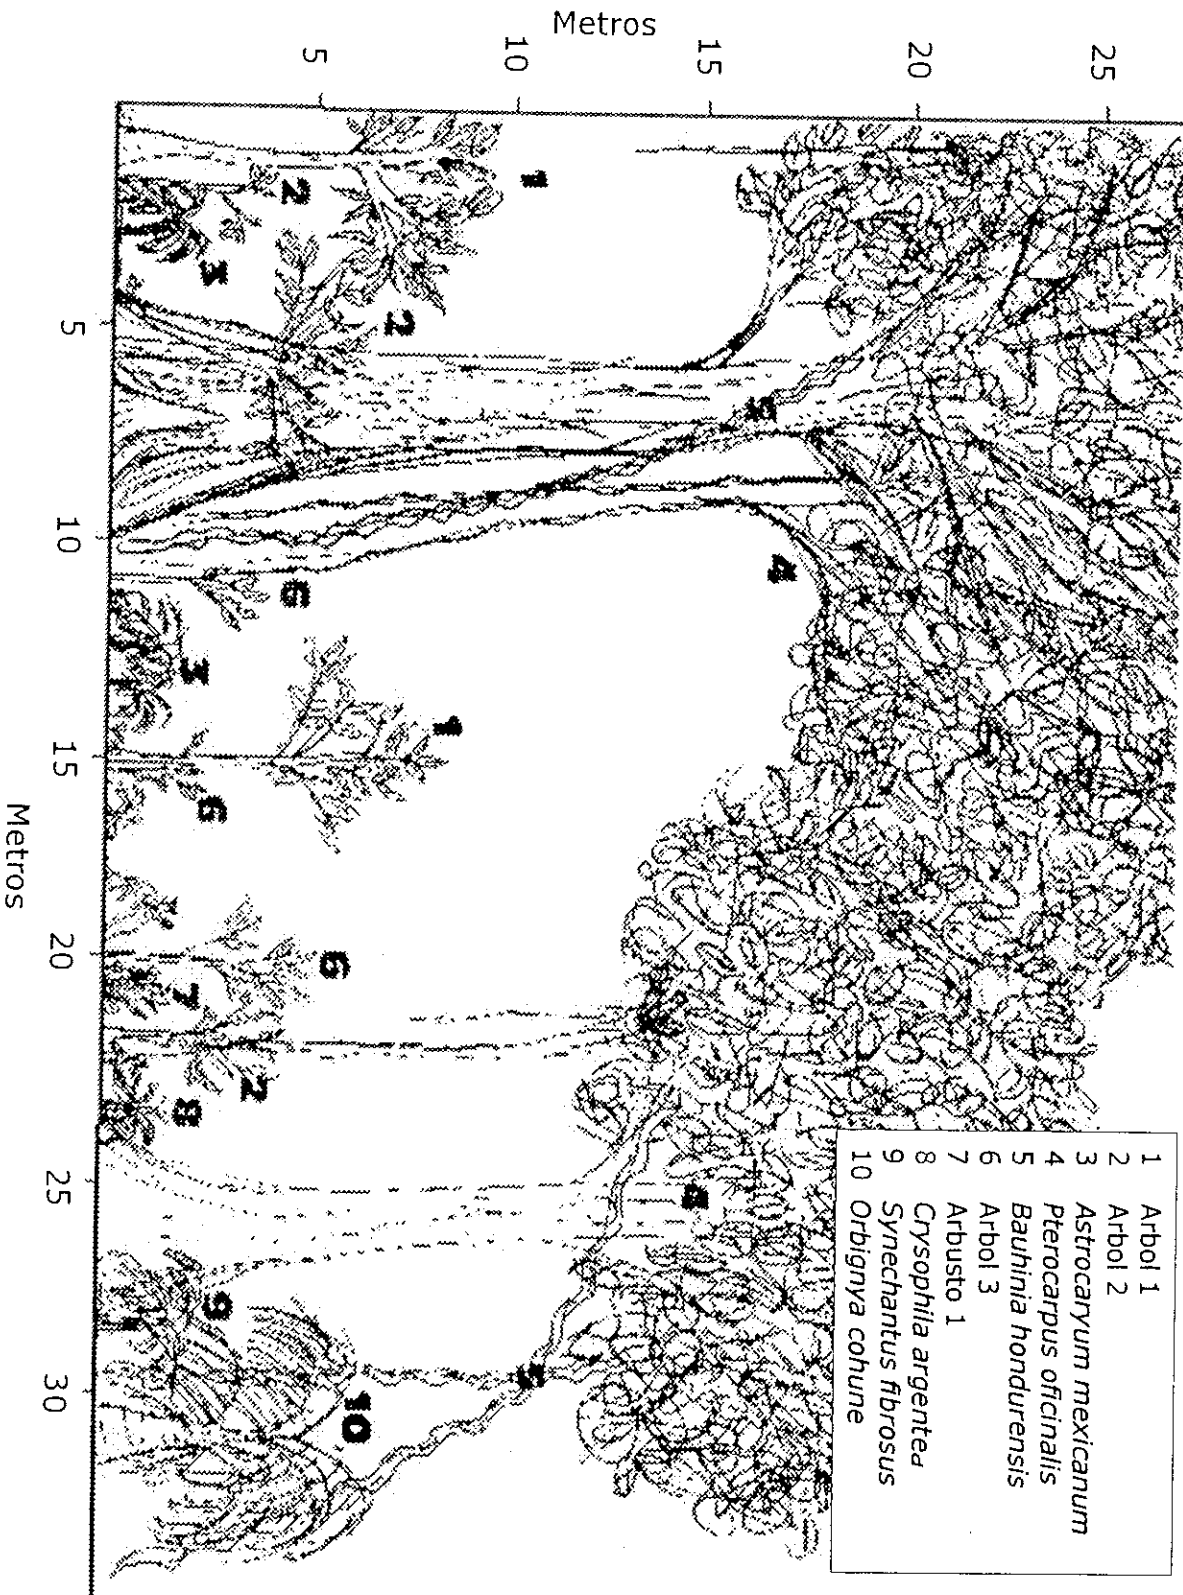 Metros
25
20
15
10
5
1 Arbol 1
2 Arbol 2
3 Astrocaryum mexicanum
4 Pterocarpus oficinalis
5 Bauhinia hondurensis
6 Arbol 3
7 Arbusto 1
8 Crysophila argentea
9 Synechantus fibrosus
10 Orbignya cohune
4
5
1
5
1
2
10
6
2
6
2
9
3
6
3
8
7
5
10
15
20
25
30
Metros